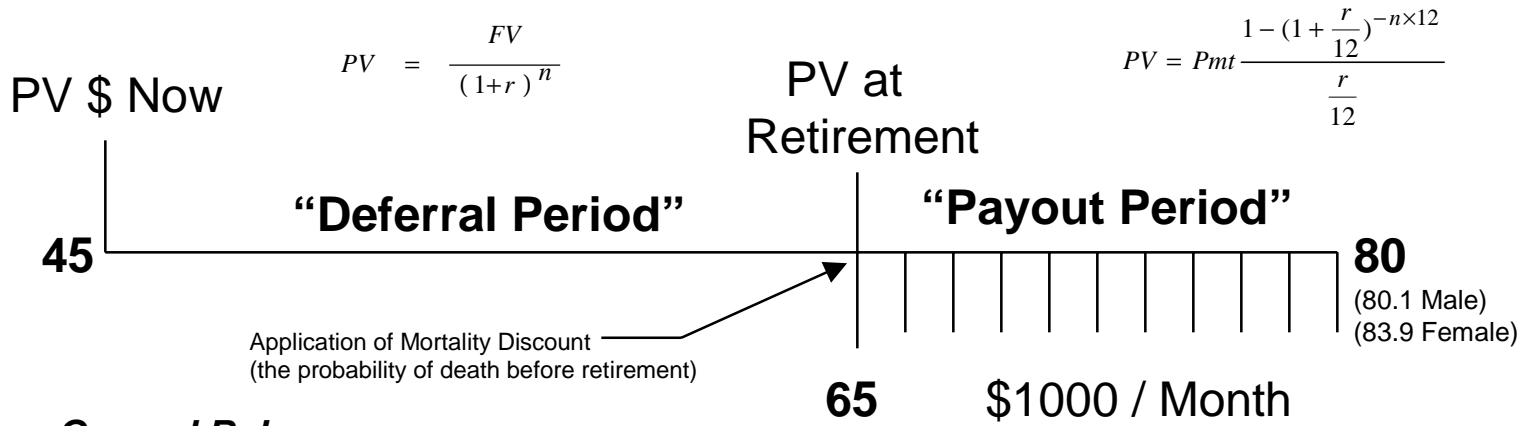 PV = FV / (1+r)^n
PV = Pmt (1 − (1 + r/12)^(−n×12)) / (r/12)
PV $ Now
PV at
Retirement
“Deferral Period”
“Payout Period”
45
80
(80.1 Male)
(83.9 Female)
Application of Mortality Discount
(the probability of death before retirement)
65
$1000 / Month